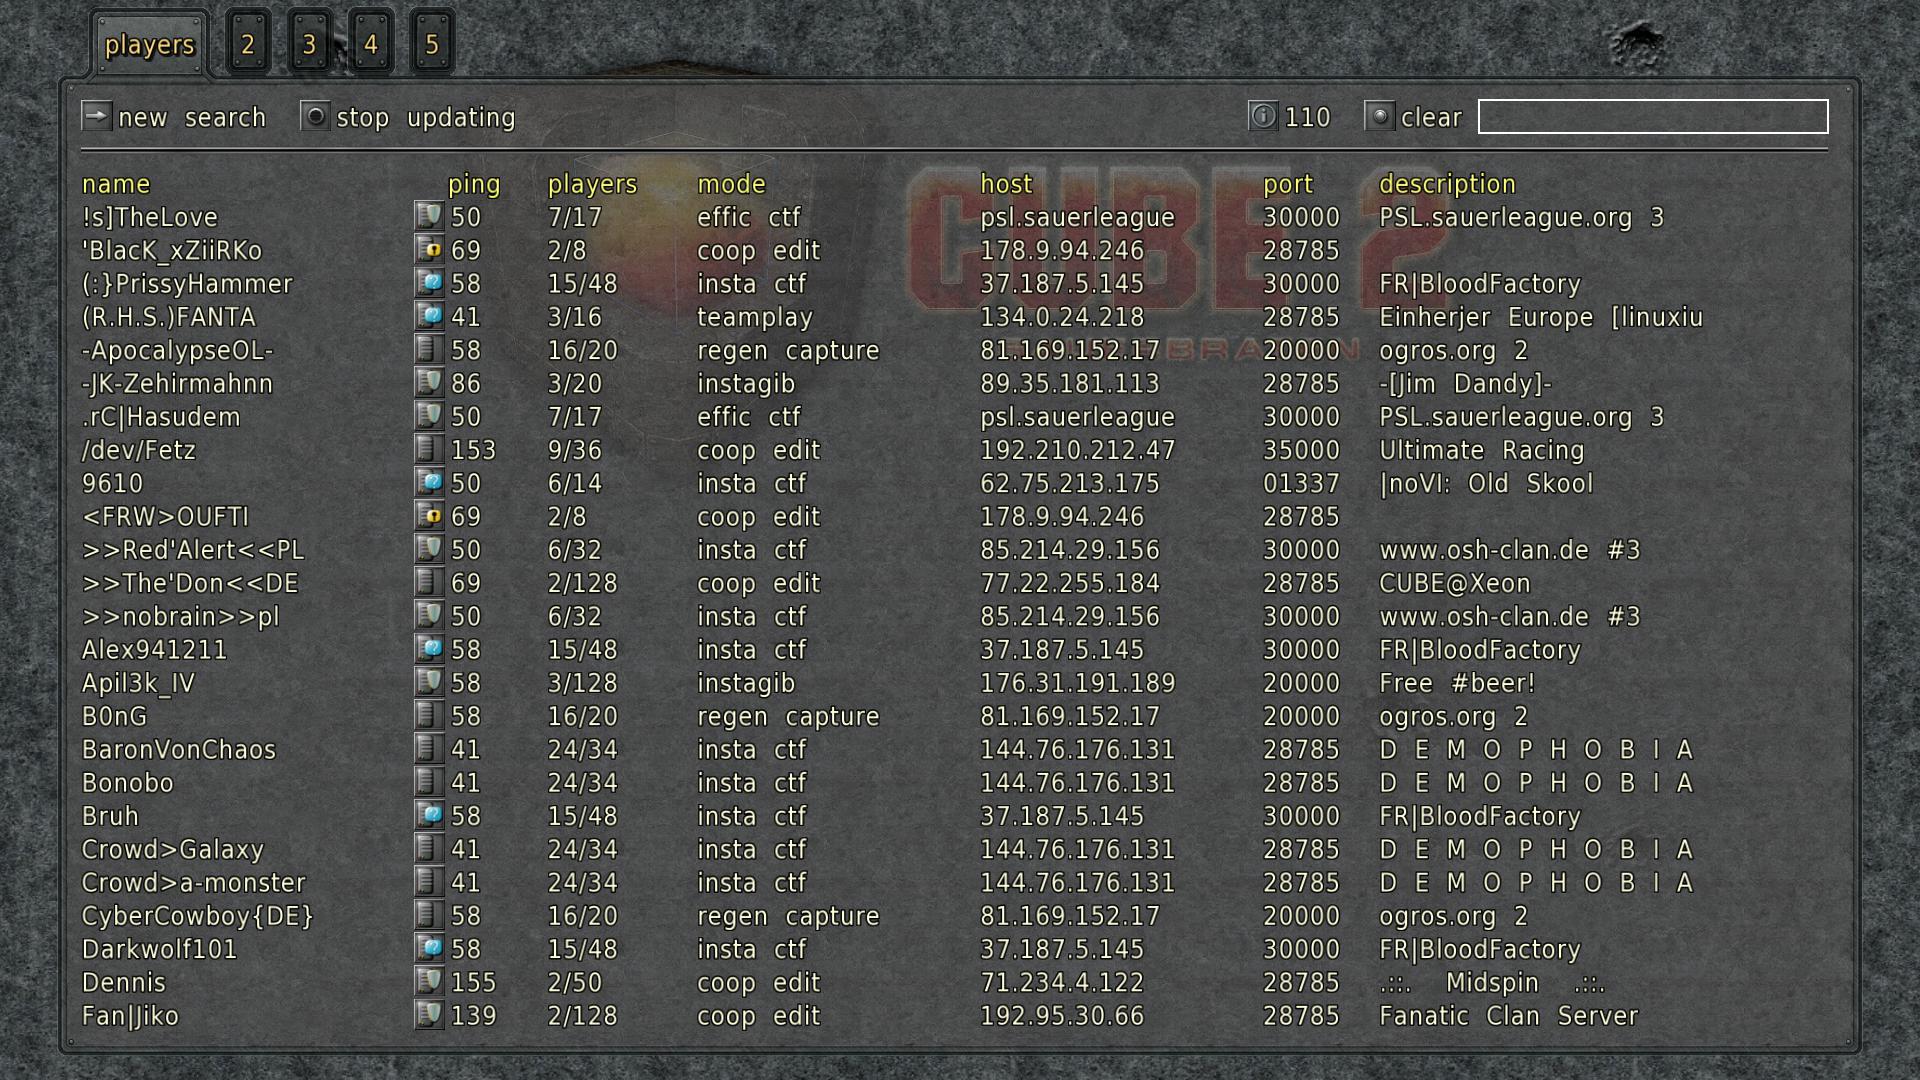 players 2 3 4 5
new search stop updating 110 clear
name ping players mode host port description
!s]TheLove 50 7/17 effic ctf psl.sauerleague 30000 PSL.sauerleague.org 3
'BlacK_xZiiRKo 69 2/8 coop edit 178.9.94.246 28785
(:}PrissyHammer 58 15/48 insta ctf 37.187.5.145 30000 FR|BloodFactory
(R.H.S.)FANTA 41 3/16 teamplay 134.0.24.218 28785 Einherjer Europe [linuxiu
-ApocalypseOL- 58 16/20 regen capture 81.169.152.17 20000 ogros.org 2
-JK-Zehirmahnn 86 3/20 instagib 89.35.181.113 28785 -[Jim Dandy]-
.rC|Hasudem 50 7/17 effic ctf psl.sauerleague 30000 PSL.sauerleague.org 3
/dev/Fetz 153 9/36 coop edit 192.210.212.47 35000 Ultimate Racing
9610 50 6/14 insta ctf 62.75.213.175 01337 |noVI: Old Skool
<FRW>OUFTI 69 2/8 coop edit 178.9.94.246 28785
>>Red'Alert<<PL 50 6/32 insta ctf 85.214.29.156 30000 www.osh-clan.de #3
>>The'Don<<DE 69 2/128 coop edit 77.22.255.184 28785 CUBE@Xeon
>>nobrain>>pl 50 6/32 insta ctf 85.214.29.156 30000 www.osh-clan.de #3
Alex941211 58 15/48 insta ctf 37.187.5.145 30000 FR|BloodFactory
Apil3k_IV 58 3/128 instagib 176.31.191.189 20000 Free #beer!
B0nG 58 16/20 regen capture 81.169.152.17 20000 ogros.org 2
BaronVonChaos 41 24/34 insta ctf 144.76.176.131 28785 D E M O P H O B I A
Bonobo 41 24/34 insta ctf 144.76.176.131 28785 D E M O P H O B I A
Bruh 58 15/48 insta ctf 37.187.5.145 30000 FR|BloodFactory
Crowd>Galaxy 41 24/34 insta ctf 144.76.176.131 28785 D E M O P H O B I A
Crowd>a-monster 41 24/34 insta ctf 144.76.176.131 28785 D E M O P H O B I A
CyberCowboy{DE} 58 16/20 regen capture 81.169.152.17 20000 ogros.org 2
Darkwolf101 58 15/48 insta ctf 37.187.5.145 30000 FR|BloodFactory
Dennis 155 2/50 coop edit 71.234.4.122 28785 .::. Midspin .::.
Fan|Jiko 139 2/128 coop edit 192.95.30.66 28785 Fanatic Clan Server
CUBE 2